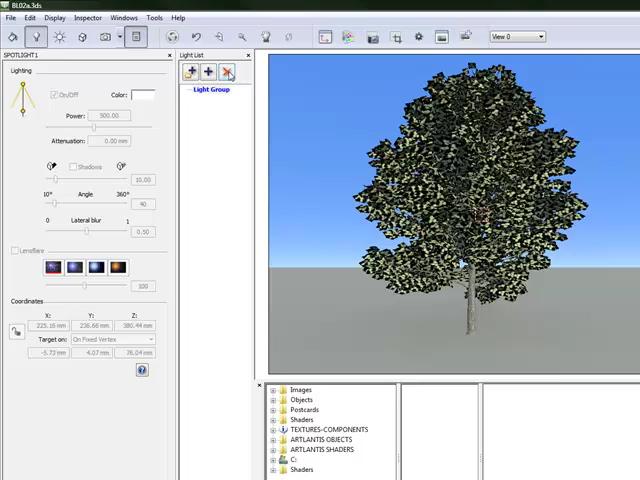 BL02a.3ds
File Edit Display Inspector Windows Tools Help
View 0
SPOTLIGHT1
Light List
Lighting
On/Off Color:
Power: 500.00
Attenuation: 0.00 mm
Shadows
10.00
10° Angle 360°
40
0 Lateral blur 1
0.50
Lensflare
100
Coordinates
X: Y: Z:
225.16 mm 236.66 mm 380.44 mm
Target on: On Fixed Vertex
-5.73 mm 4.07 mm 76.04 mm
Light Group
Images
Objects
Postcards
Shaders
TEXTURES-COMPONENTS
ARTLANTIS OBJECTS
ARTLANTIS SHADERS
C:
Shaders